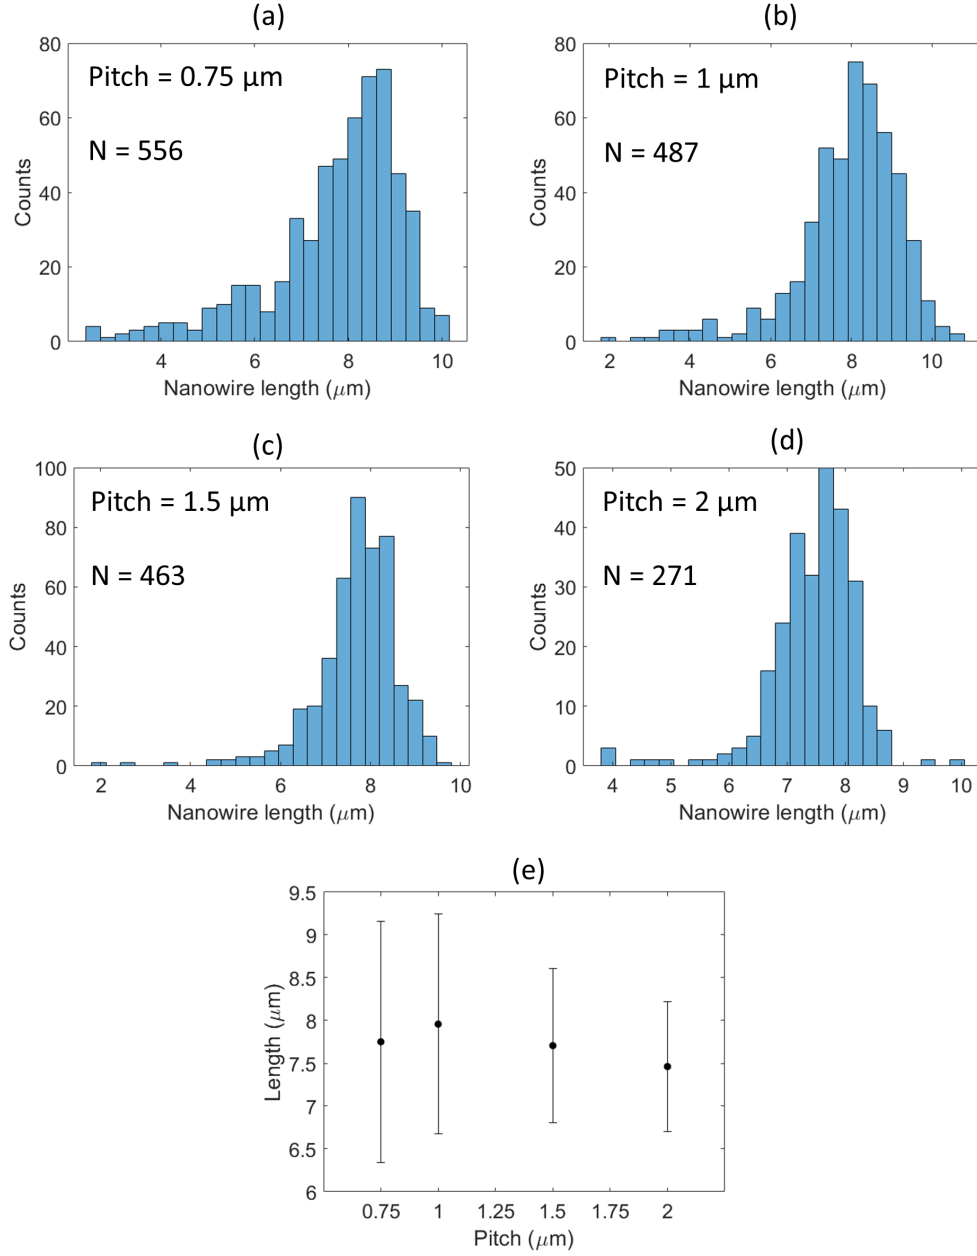 (a)
Pitch = 0.75 µm
N = 556
80
60
40
20
0
Counts
4 6 8 10
Nanowire length (μm)
(b)
Pitch = 1 µm
N = 487
80
60
40
20
0
Counts
2 4 6 8 10
Nanowire length (μm)
(c)
Pitch = 1.5 µm
N = 463
100
80
60
40
20
0
Counts
2 4 6 8 10
Nanowire length (μm)
(d)
Pitch = 2 µm
N = 271
50
40
30
20
10
0
Counts
4 5 6 7 8 9 10
Nanowire length (μm)
(e)
9.5
9
8.5
8
7.5
7
6.5
6
Length (μm)
0.75 1 1.25 1.5 1.75 2
Pitch (μm)